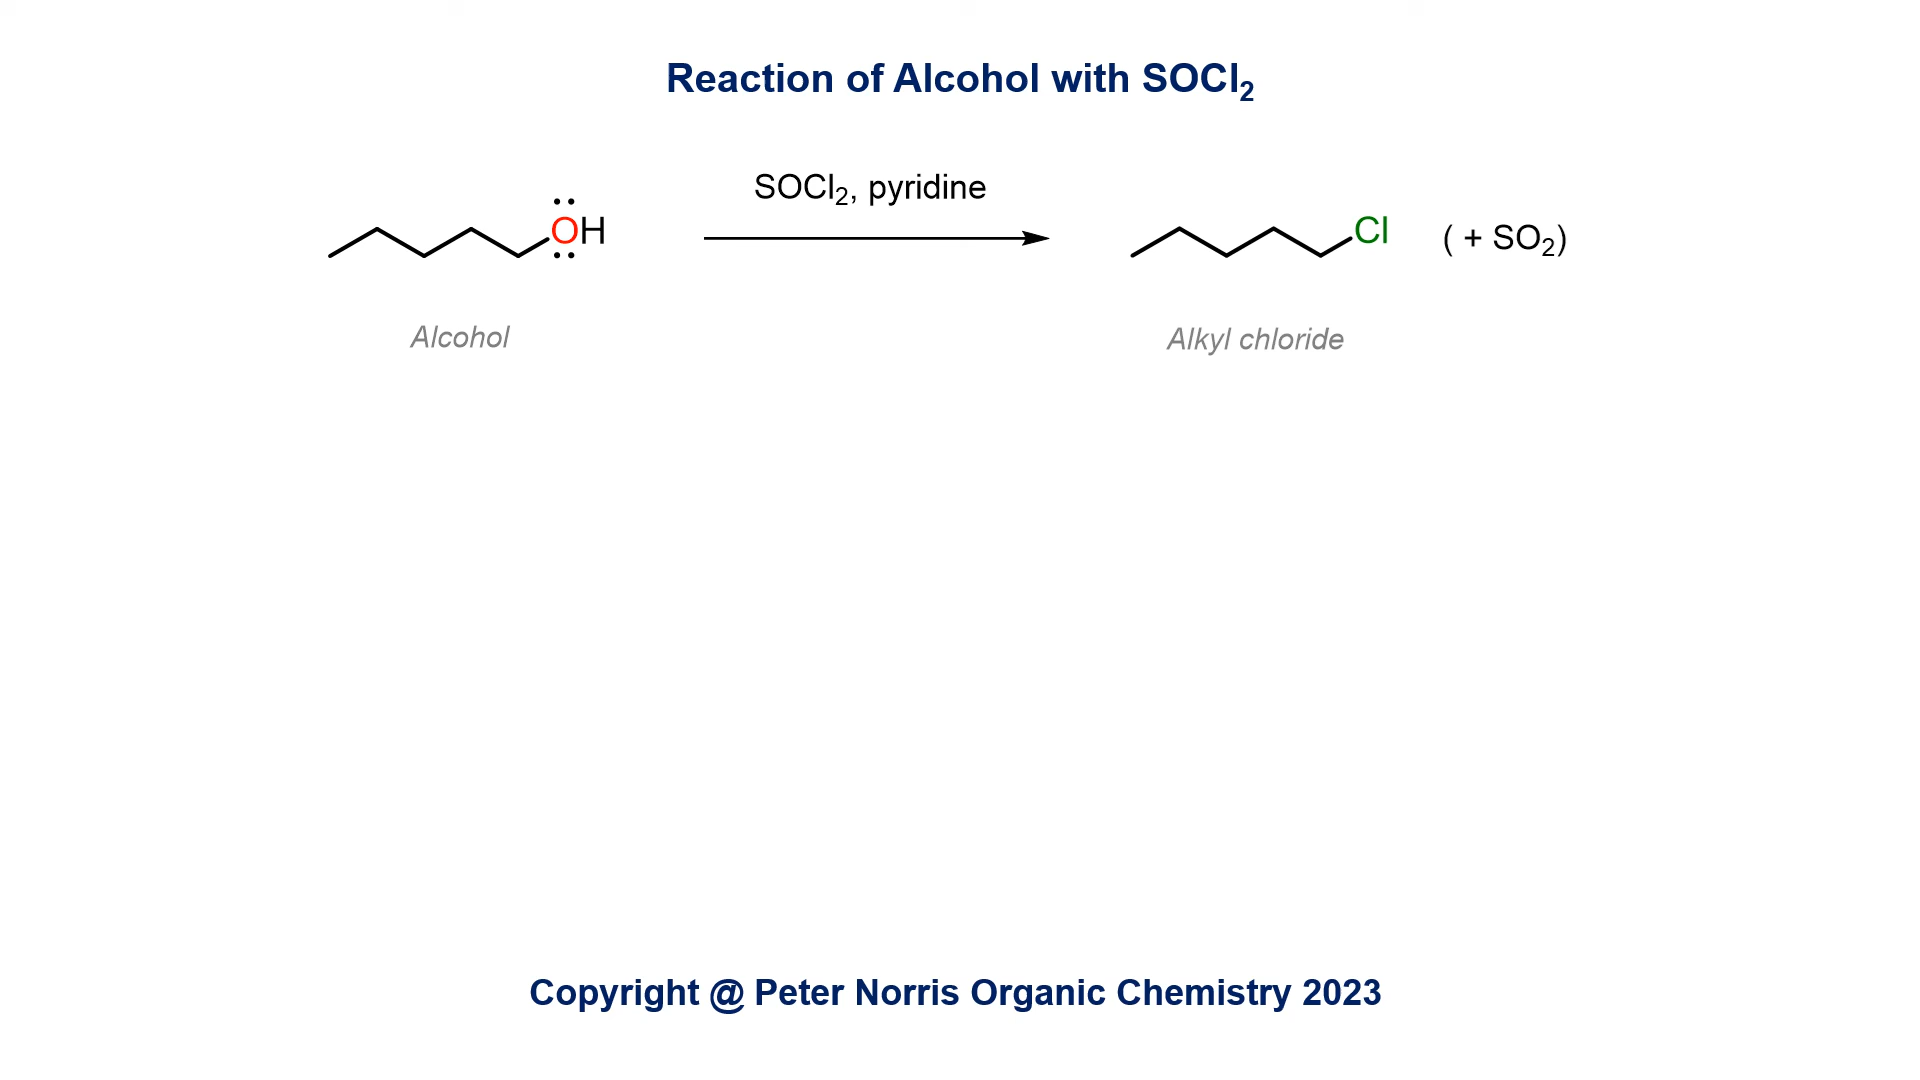 Reaction of Alcohol with SOCl₂
SOCl₂, pyridine
OH
Cl
( + SO₂)
Alcohol
Alkyl chloride
Copyright @ Peter Norris Organic Chemistry 2023